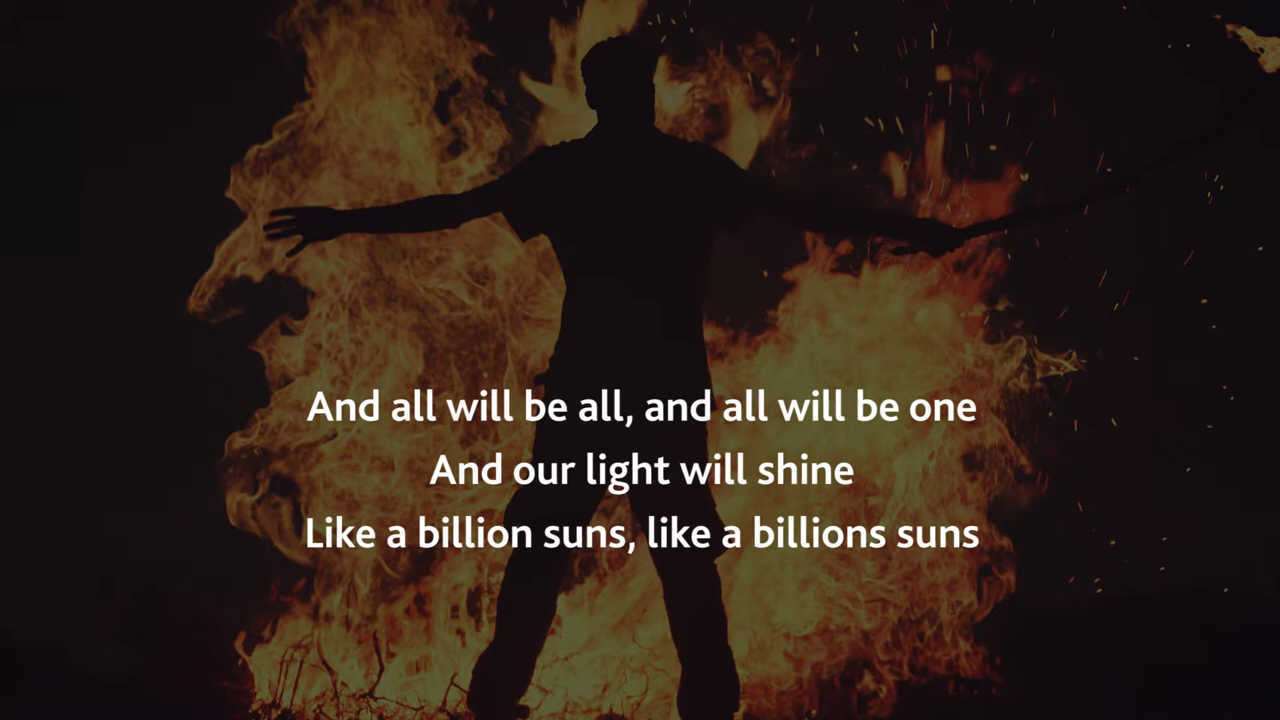 And all will be all, and all will be one
And our light will shine
Like a billion suns, like a billions suns